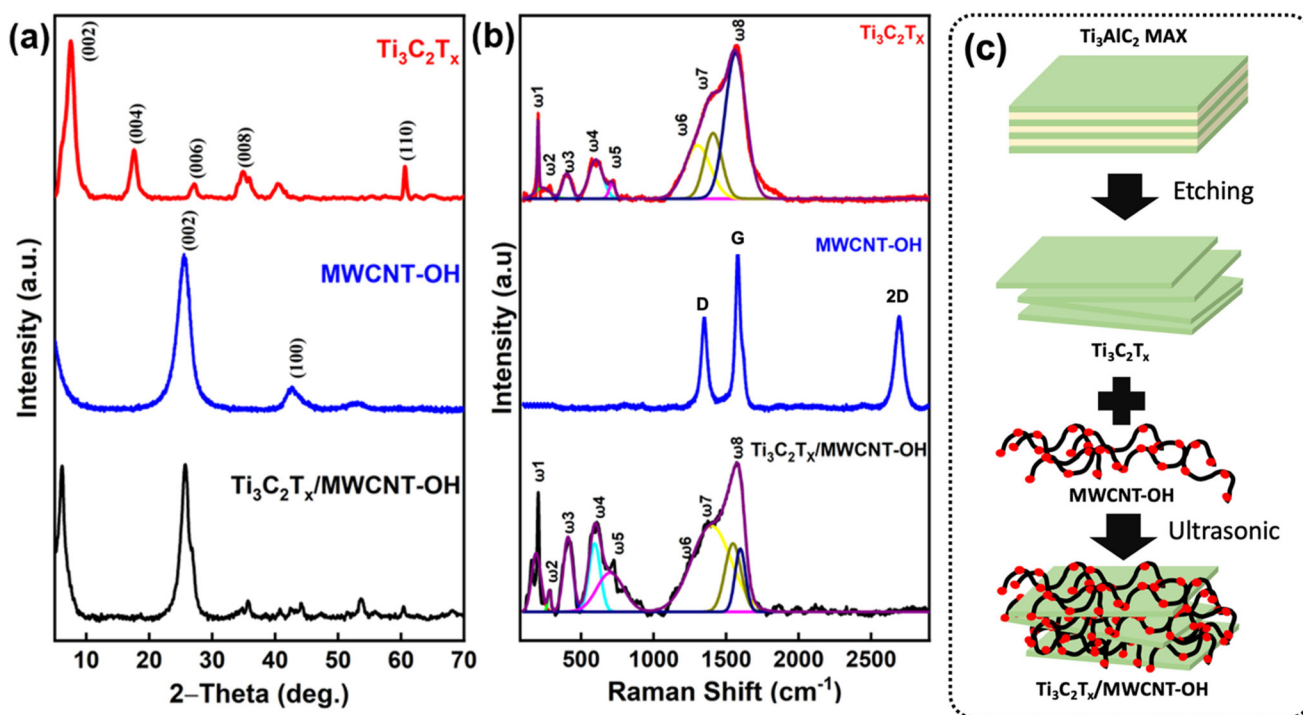 (a)
Ti₃C₂Tₓ
(002)
(004)
(006)
(008)
(110)
MWCNT-OH
(002)
(100)
Ti₃C₂Tₓ/MWCNT-OH
Intensity (a.u.)
10 20 30 40 50 60 70
2–Theta (deg.)
(b)
Ti₃C₂Tₓ
ω1
ω2
ω3
ω4
ω5
ω6
ω7
ω8
MWCNT-OH
D
G
2D
Ti₃C₂Tₓ/MWCNT-OH
ω1
ω2
ω3
ω4
ω5
ω6
ω7
ω8
Intensity (a.u)
500 1000 1500 2000 2500
Raman Shift (cm⁻¹)
(c)
Ti₃AlC₂ MAX
Etching
Ti₃C₂Tₓ
MWCNT-OH
Ultrasonic
Ti₃C₂Tₓ/MWCNT-OH